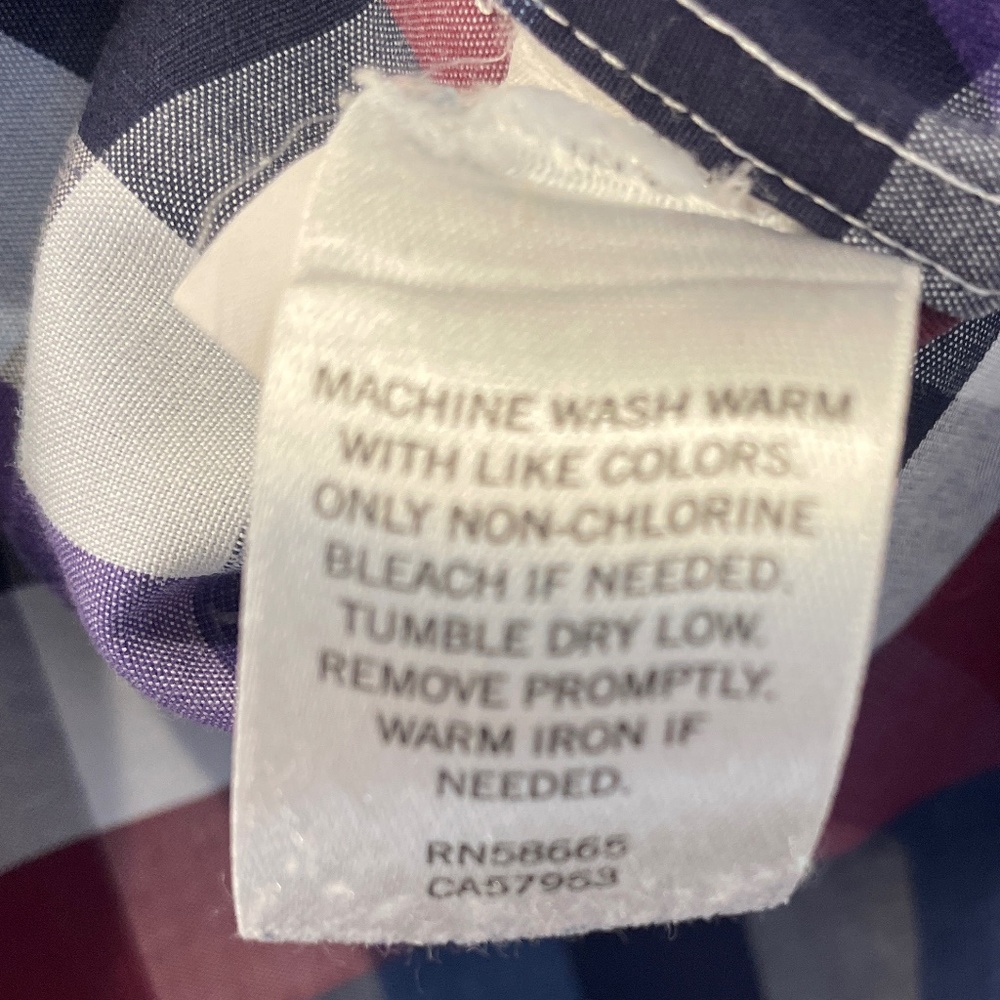 MACHINE WASH WARM
WITH LIKE COLORS.
ONLY NON-CHLORINE
BLEACH IF NEEDED.
TUMBLE DRY LOW.
REMOVE PROMPTLY.
WARM IRON IF
NEEDED.
RN58665
CA57963